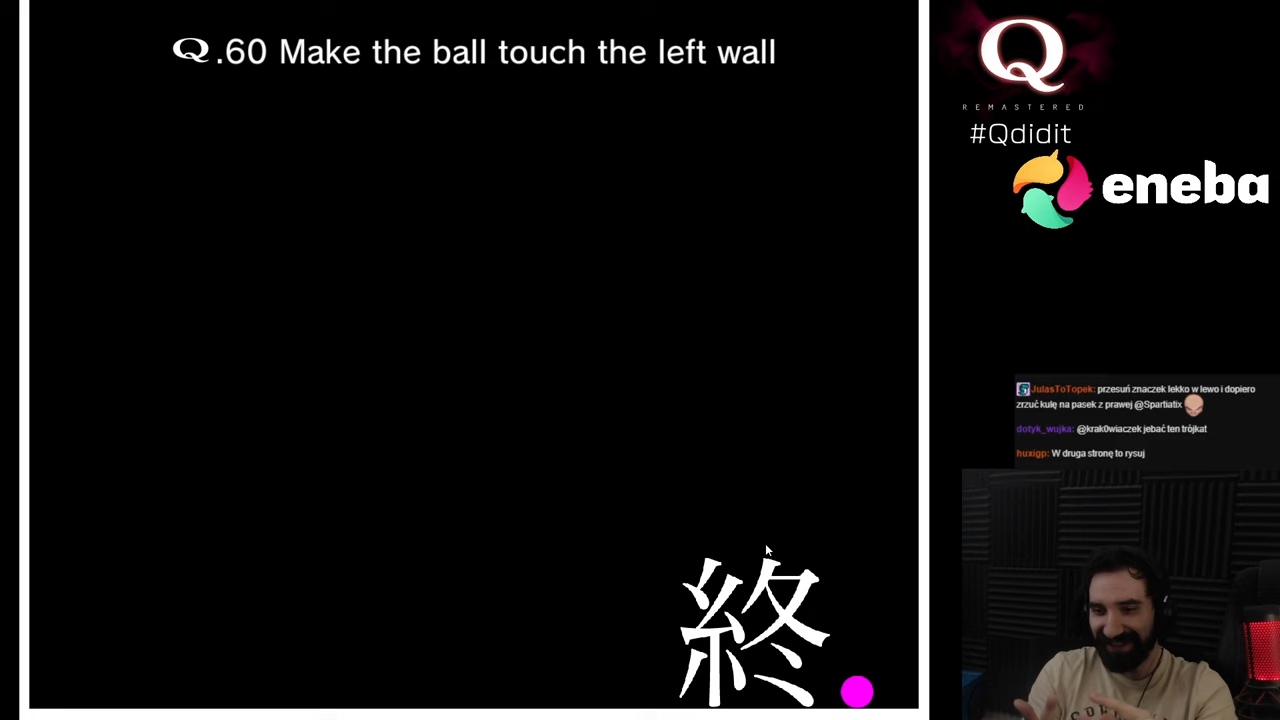 Q.60 Make the ball touch the left wall
Q
REMASTERED
#Qdidit
eneba
JulasToTopek: przesuń znaczek lekko w lewo i dopiero
zrzuć kulę na pasek z prawej @Spartiatix
dotyk_wujka: @krak0wiaczek jebać ten trójkat
huxigp: W druga stronę to rysuj
終